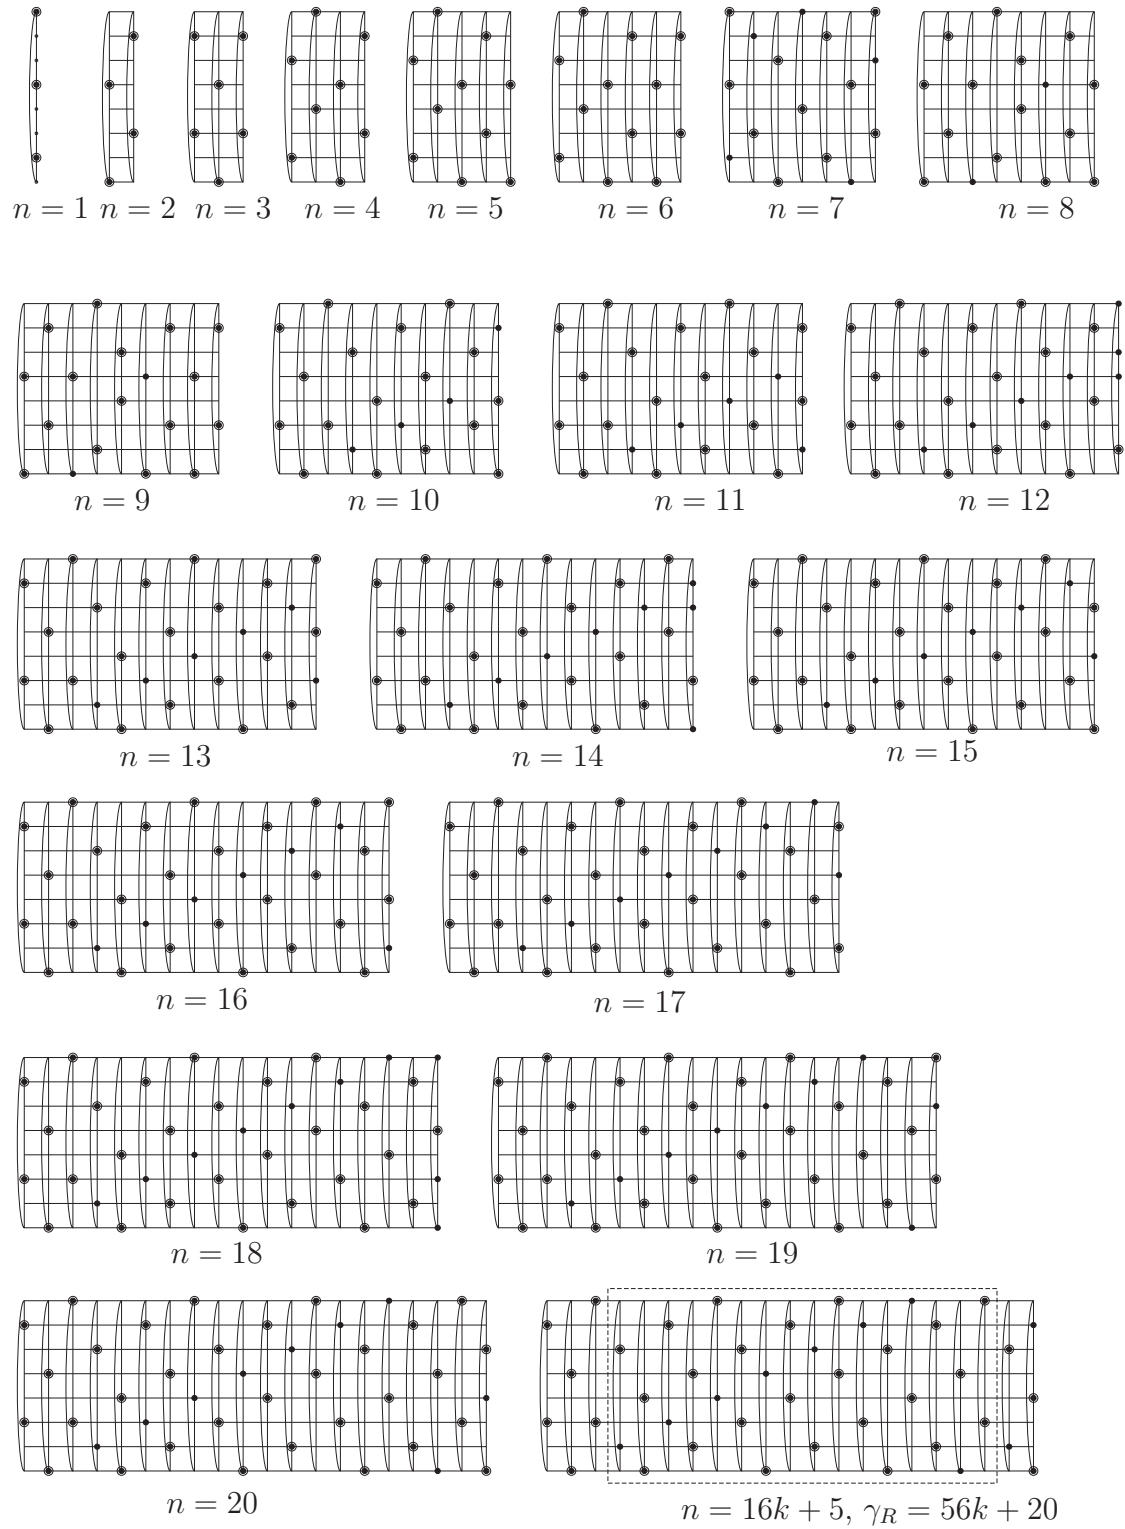 n = 1 n = 2 n = 3 n = 4 n = 5 n = 6 n = 7 n = 8
n = 9 n = 10 n = 11 n = 12
n = 13 n = 14 n = 15
n = 16 n = 17
n = 18 n = 19
n = 20 n = 16k + 5, γ_R = 56k + 20